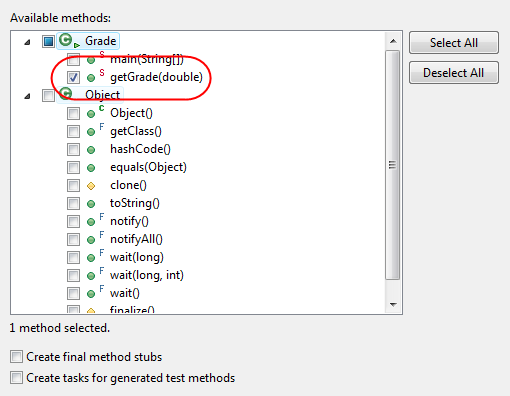 Available methods:
Grade
Select All
S main(String[])
S getGrade(double)
Deselect All
Object
C Object()
F getClass()
hashCode()
equals(Object)
clone()
toString()
F notify()
F notifyAll()
F wait(long)
F wait(long, int)
F wait()
finalize()
1 method selected.
Create final method stubs
Create tasks for generated test methods